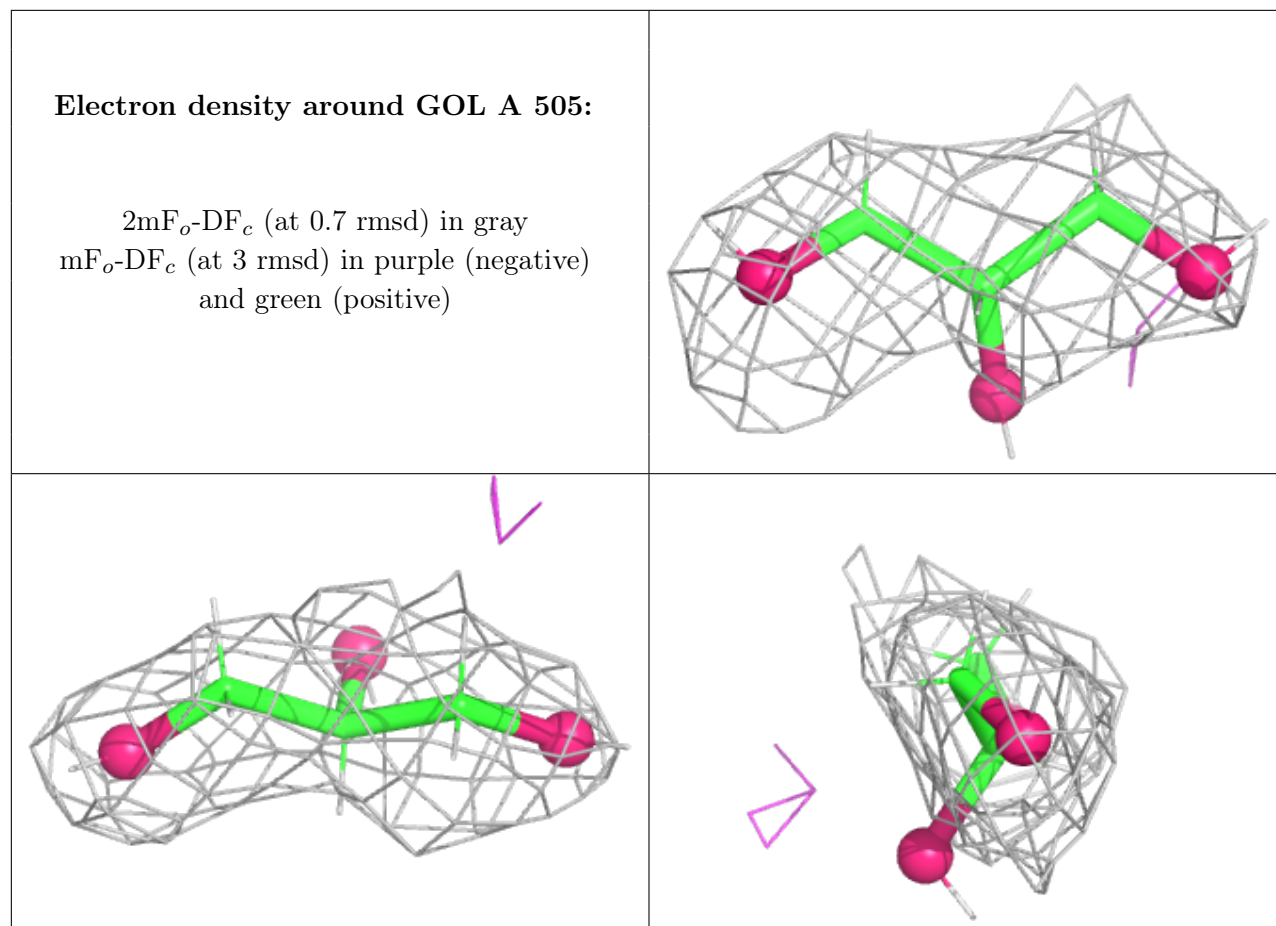 Electron density around GOL A 505:
2mFo-DFc (at 0.7 rmsd) in gray
mFo-DFc (at 3 rmsd) in purple (negative)
and green (positive)